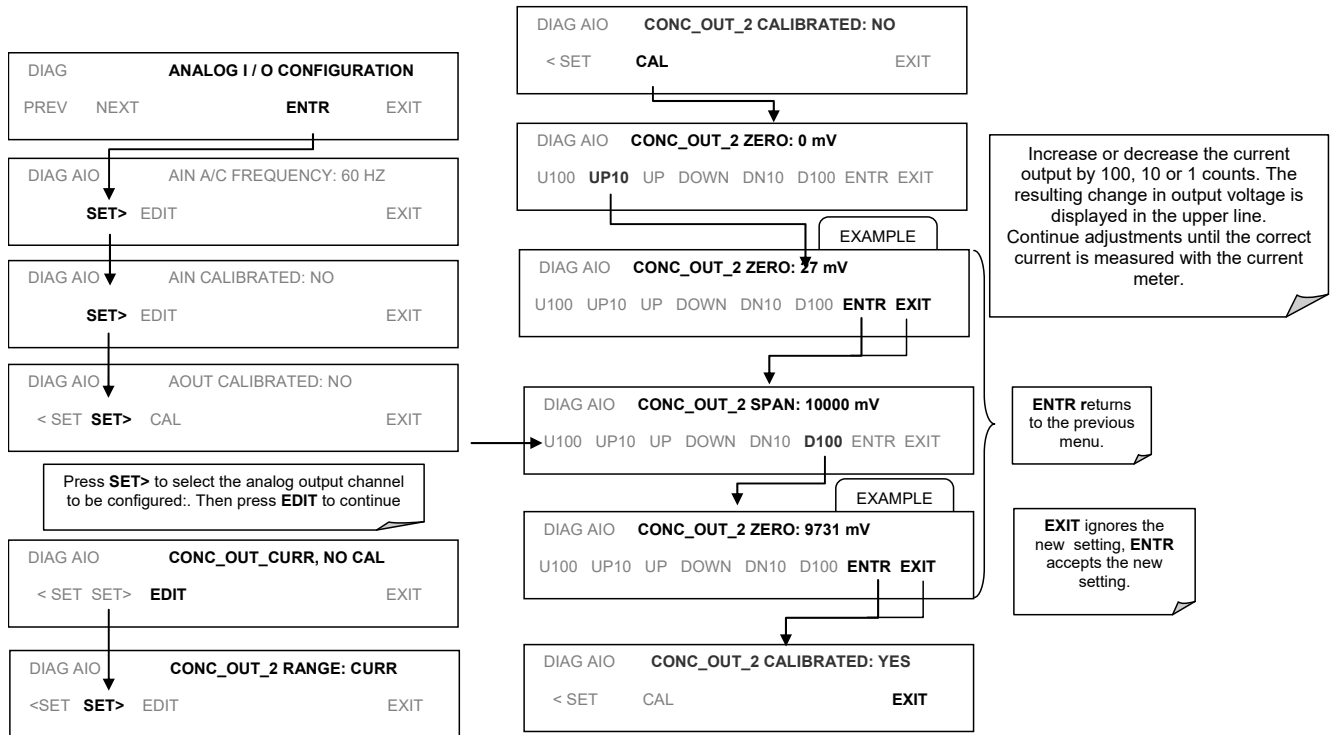 DIAG ANALOG I / O CONFIGURATION
PREV NEXT ENTR EXIT
DIAG AIO AIN A/C FREQUENCY: 60 HZ
SET> EDIT EXIT
DIAG AIO AIN CALIBRATED: NO
SET> EDIT EXIT
DIAG AIO AOUT CALIBRATED: NO
< SET SET> CAL EXIT
Press SET> to select the analog output channel
to be configured:. Then press EDIT to continue
DIAG AIO CONC_OUT_CURR, NO CAL
< SET SET> EDIT EXIT
DIAG AIO CONC_OUT_2 RANGE: CURR
<SET SET> EDIT EXIT
DIAG AIO CONC_OUT_2 CALIBRATED: NO
< SET CAL EXIT
DIAG AIO CONC_OUT_2 ZERO: 0 mV
U100 UP10 UP DOWN DN10 D100 ENTR EXIT
EXAMPLE
DIAG AIO CONC_OUT_2 ZERO: 27 mV
U100 UP10 UP DOWN DN10 D100 ENTR EXIT
DIAG AIO CONC_OUT_2 SPAN: 10000 mV
U100 UP10 UP DOWN DN10 D100 ENTR EXIT
EXAMPLE
DIAG AIO CONC_OUT_2 ZERO: 9731 mV
U100 UP10 UP DOWN DN10 D100 ENTR EXIT
DIAG AIO CONC_OUT_2 CALIBRATED: YES
< SET CAL EXIT
Increase or decrease the current
output by 100, 10 or 1 counts. The
resulting change in output voltage is
displayed in the upper line.
Continue adjustments until the correct
current is measured with the current
meter.
ENTR returns
to the previous
menu.
EXIT ignores the
new setting, ENTR
accepts the new
setting.